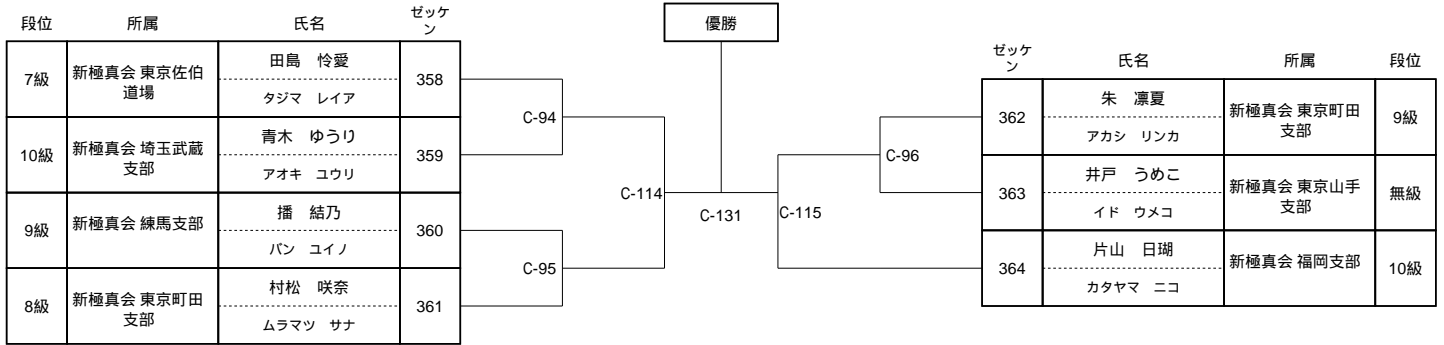 段位 所属 氏名 ゼッケ
ン
7級 新極真会 東京佐伯
道場 田島 怜愛
タジマ レイア 358
10級 新極真会 埼玉武蔵
支部 青木 ゆうり
アオキ ユウリ 359
9級 新極真会 練馬支部 播 結乃
バン ユイノ 360
8級 新極真会 東京町田
支部 村松 咲奈
ムラマツ サナ 361
C-94
C-95
C-114
優勝
C-131
C-115
C-96
ゼッケ
ン 氏名 所属 段位
362 朱 凛夏
アカシ リンカ 新極真会 東京町田
支部 9級
363 井戸 うめこ
イド ウメコ 新極真会 東京山手
支部 無級
364 片山 日瑚
カタヤマ ニコ 新極真会 福岡支部 10級